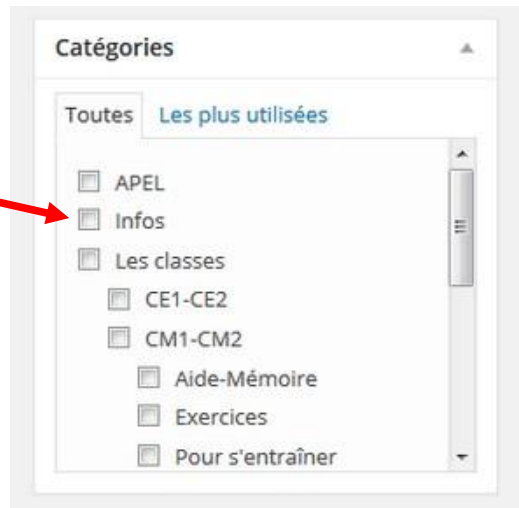 Catégories
Toutes Les plus utilisées
APEL
Infos
Les classes
CE1-CE2
CM1-CM2
Aide-Mémoire
Exercices
Pour s'entraîner